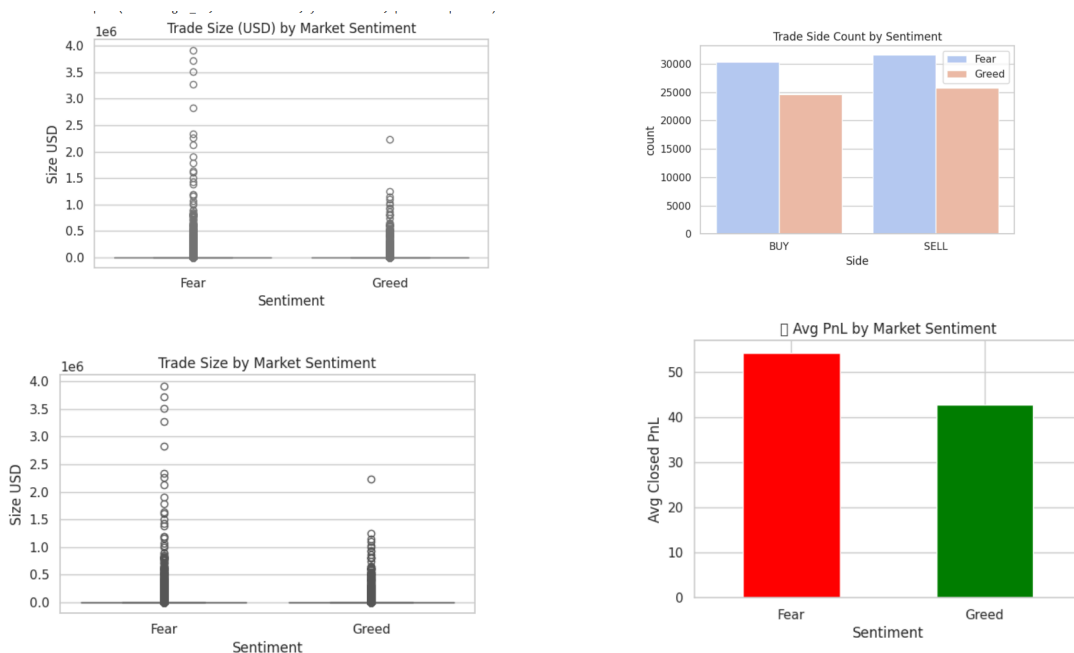 Trade Size (USD) by Market Sentiment
1e6
4.0
3.5
3.0
2.5
2.0
1.5
1.0
0.5
0.0
Size USD
Fear
Greed
Sentiment
Trade Side Count by Sentiment
Fear
Greed
30000
25000
20000
15000
10000
5000
0
count
BUY
SELL
Side
Trade Size by Market Sentiment
1e6
4.0
3.5
3.0
2.5
2.0
1.5
1.0
0.5
0.0
Size USD
Fear
Greed
Sentiment
Avg PnL by Market Sentiment
50
40
30
20
10
0
Avg Closed PnL
Fear
Greed
Sentiment